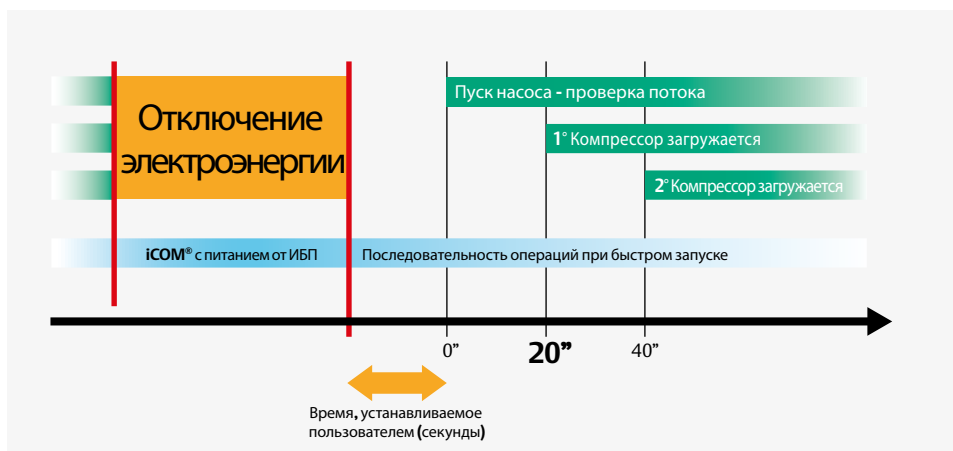 Отключение
электроэнергии
Пуск насоса - проверка потока
1° Компрессор загружается
2° Компрессор загружается
iCOM® с питанием от ИБП
Последовательность операций при быстром запуске
0”
20”
40”
Время, устанавливаемое
пользователем (секунды)